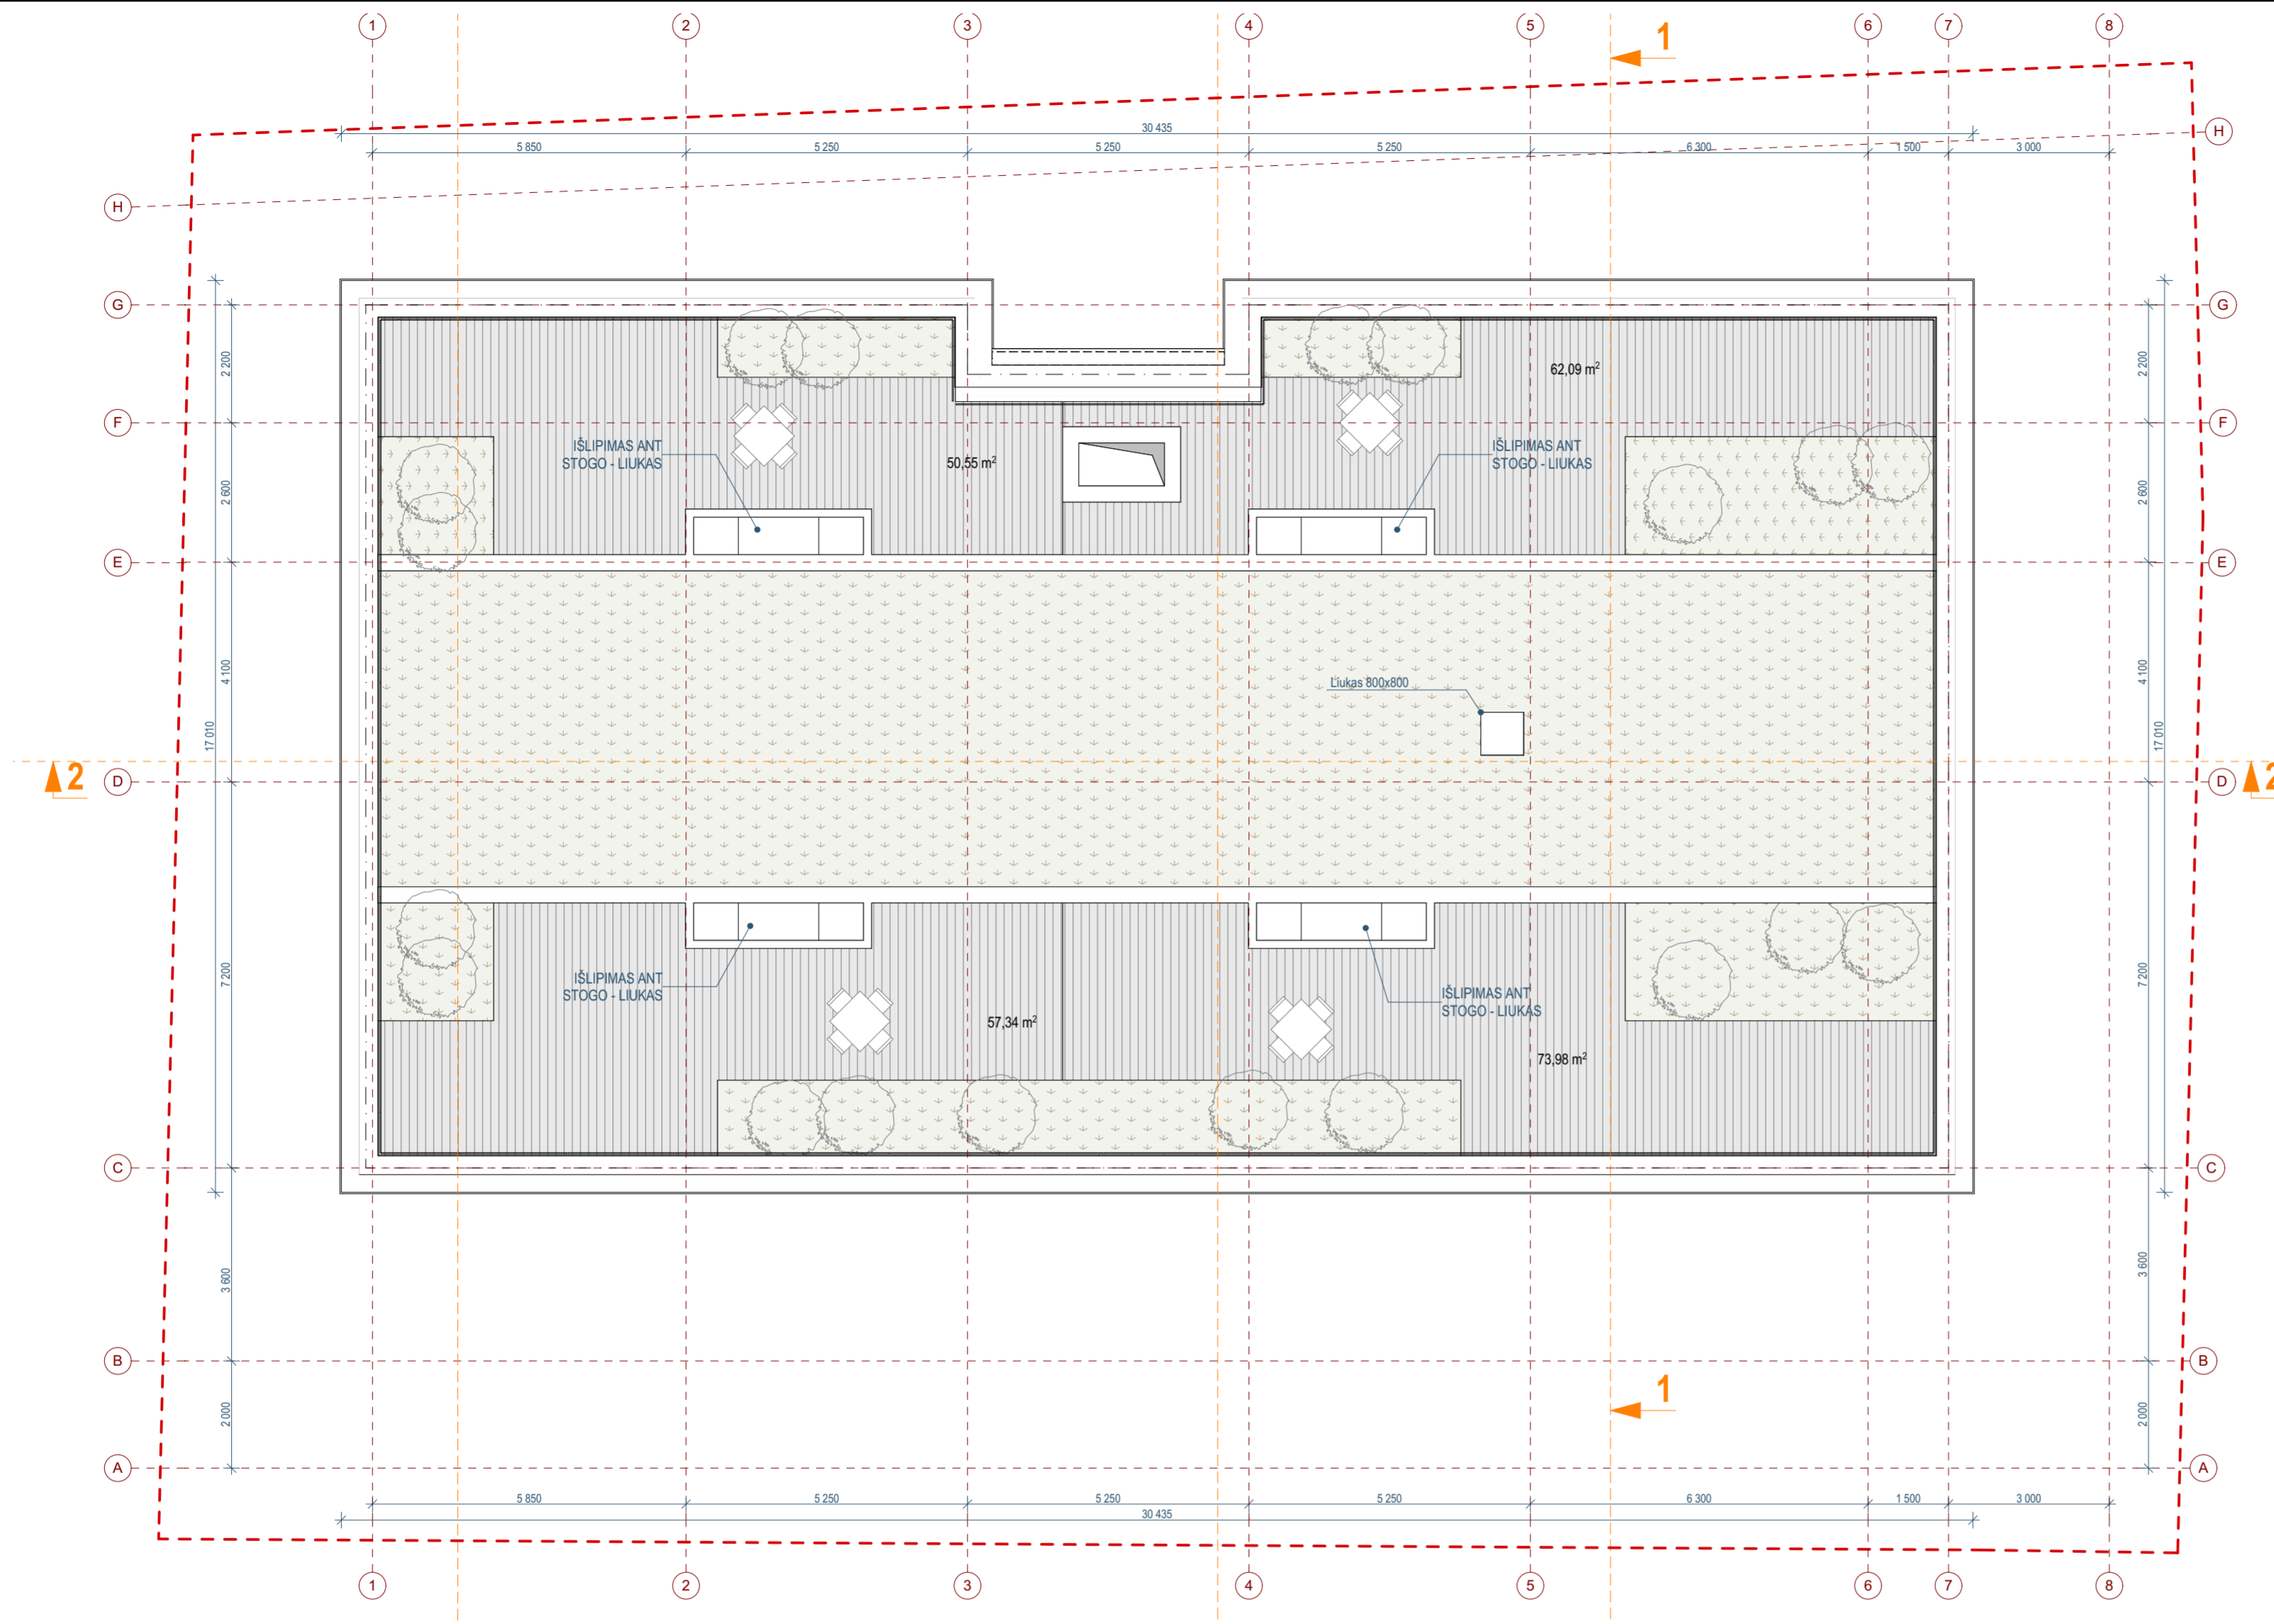 1 2 3 4 5 6 7 8
1
30 435
5 850 5 250 5 250 5 250 6 300 1 500 3 000
H
H
G G
2 200 2 200
62,09 m²
F F
IŠLIPIMAS ANT
STOGO - LIUKAS
50,55 m²
IŠLIPIMAS ANT
STOGO - LIUKAS
2 600 2 600
E E
4 100 4 100
Liukas 800x800
17 010 17 010
2 2
D D
7 200 7 200
IŠLIPIMAS ANT
STOGO - LIUKAS
57,34 m²
IŠLIPIMAS ANT
STOGO - LIUKAS
73,98 m²
C C
3 600 3 600
B B
1
2 000 2 000
A A
5 850 5 250 5 250 5 250 6 300 1 500 3 000
30 435
1 2 3 4 5 6 7 8